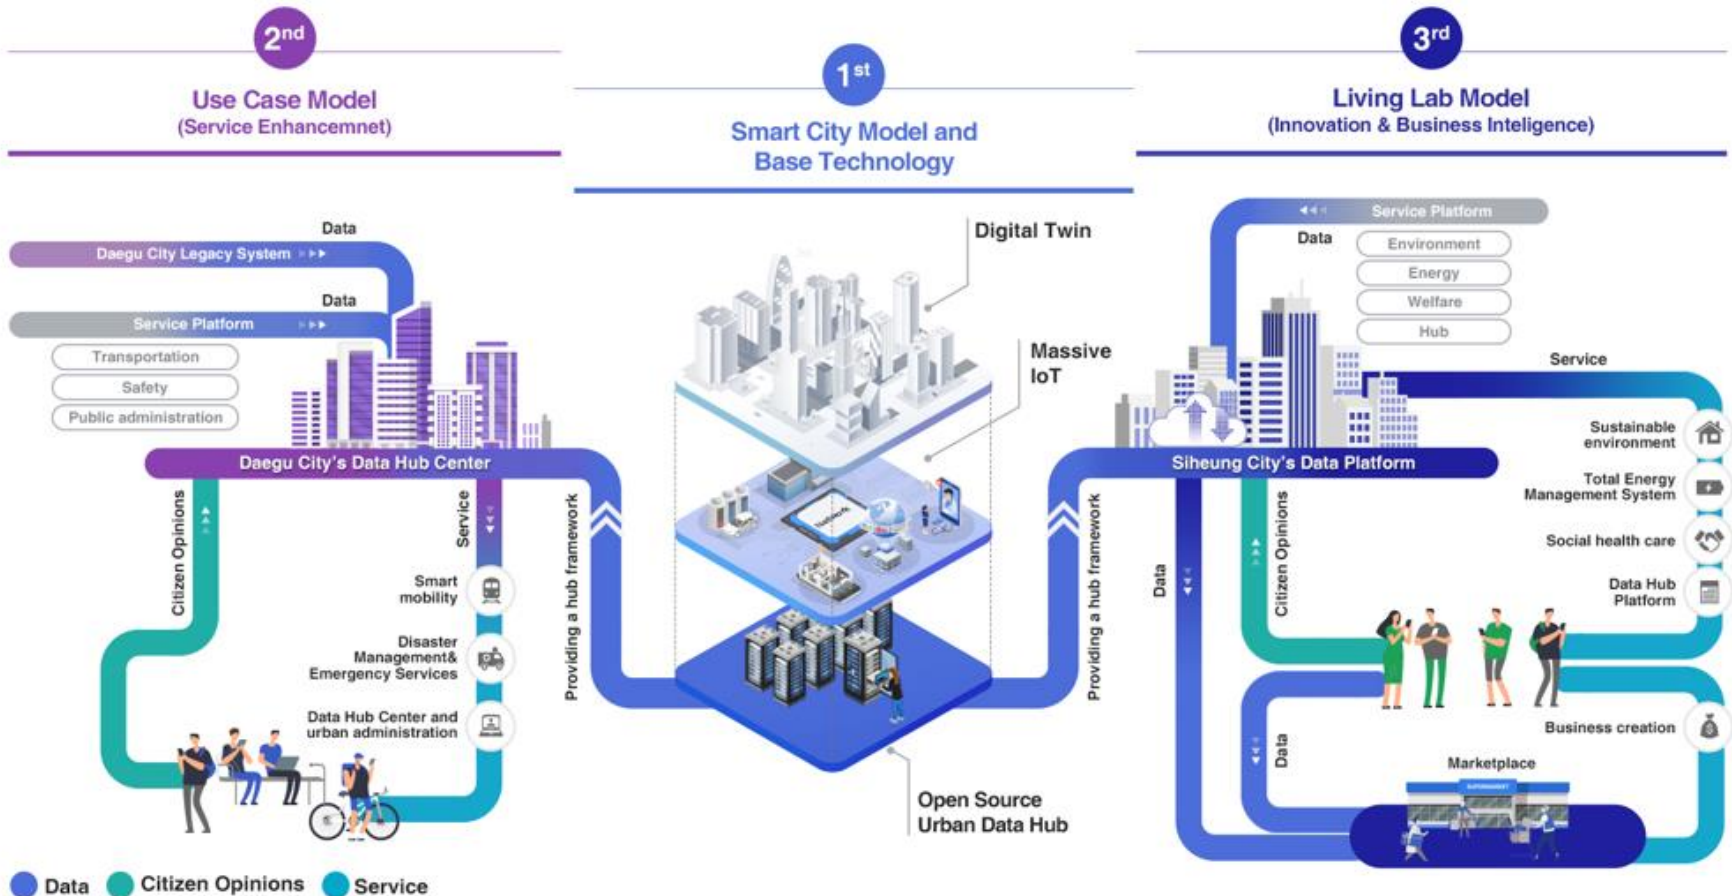 2nd
Use Case Model
(Service Enhancemnet)
Data
Daegu City Legacy System
Data
Service Platform
Transportation
Safety
Public administration
Daegu City's Data Hub Center
Citizen Opinions
Service
Smart
mobility
Disaster
Management&
Emergency Services
Data Hub Center and
urban administration
1st
Smart City Model and
Base Technology
Digital Twin
Massive
IoT
Network
Providing a hub framework
Providing a hub framework
Open Source
Urban Data Hub
3rd
Living Lab Model
(Innovation & Business Inteligence)
Service Platform
Data
Environment
Energy
Welfare
Hub
Service
Siheung City's Data Platform
Sustainable
environment
Total Energy
Management System
Social health care
Data Hub
Platform
Data
Citizen Opinions
Business creation
Data
Marketplace
SUPERMARKET
Data
Citizen Opinions
Service